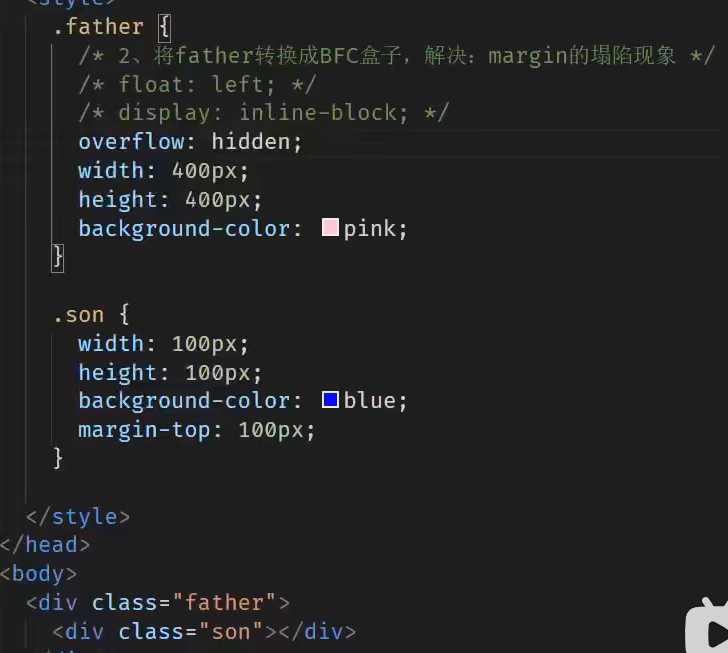 <style>
.father {
/* 2、将father转换成BFC盒子，解决：margin的塌陷现象 */
/* float: left; */
/* display: inline-block; */
overflow: hidden;
width: 400px;
height: 400px;
background-color: pink;
}
.son {
width: 100px;
height: 100px;
background-color: blue;
margin-top: 100px;
}
</style>
</head>
<body>
<div class="father">
<div class="son"></div>